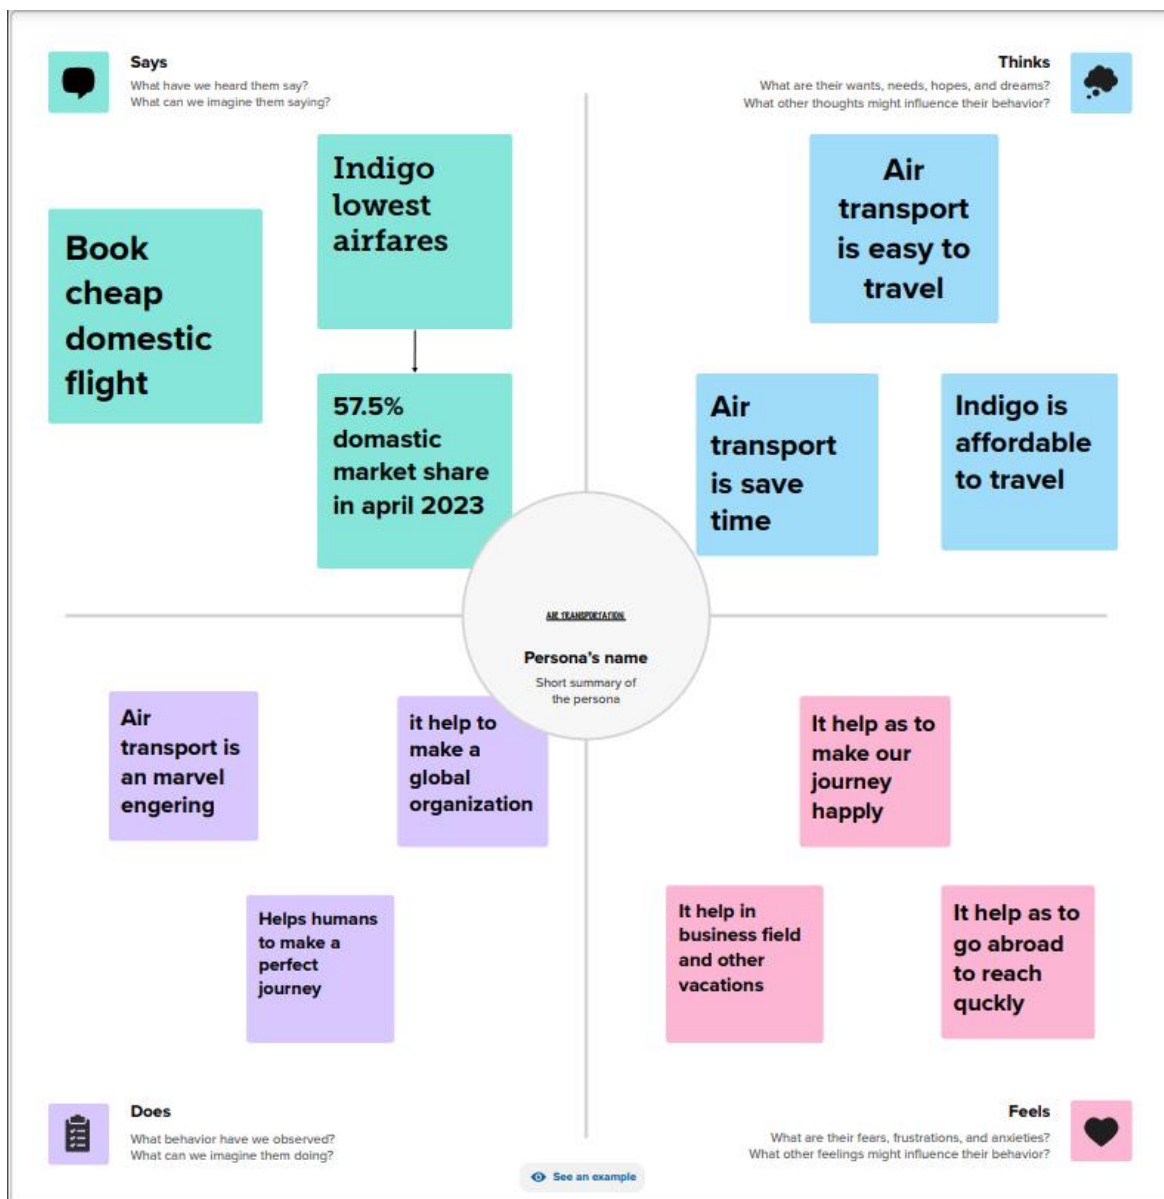 Says
What have we heard them say?
What can we imagine them saying?
Thinks
What are their wants, needs, hopes, and dreams?
What other thoughts might influence their behavior?
Book
cheap
domestic
flight
Indigo
lowest
airfares
57.5%
domastic
market share
in april 2023
Air
transport
is easy to
travel
Air
transport
is save
time
Indigo is
affordable
to travel
AIR TRANSPORTATION
Persona's name
Short summary of
the persona
Air
transport is
an marvel
engering
it help to
make a
global
organization
Helps humans
to make a
perfect
journey
It help as to
make our
journey
happly
It help in
business field
and other
vacations
It help as to
go abroad
to reach
quckly
Does
What behavior have we observed?
What can we imagine them doing?
Feels
What are their fears, frustrations, and anxieties?
What other feelings might influence their behavior?
See an example